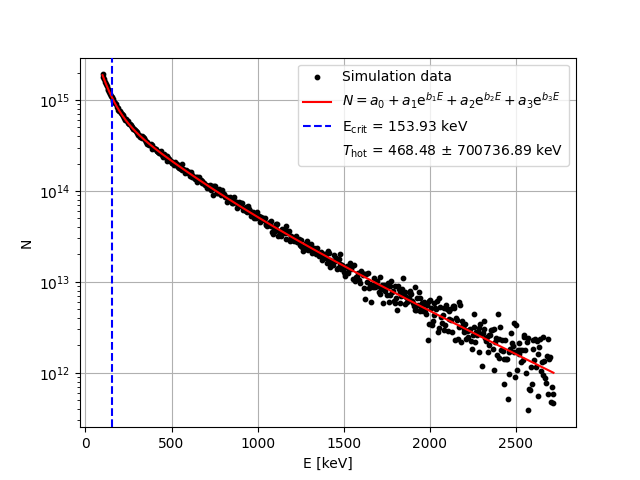 Simulation data
N = a₀ + a₁e^{b₁E} + a₂e^{b₂E} + a₃e^{b₃E}
E_crit = 153.93 keV
T_hot = 468.48 ± 700736.89 keV
10¹⁵
10¹⁴
10¹³
10¹²
N
0 500 1000 1500 2000 2500
E [keV]